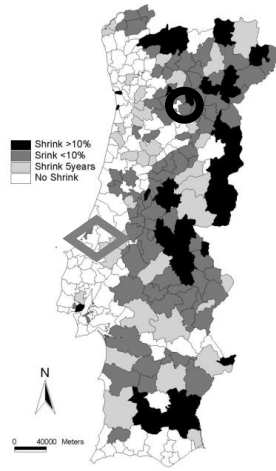 Shrink >10%
Srink <10%
Shrink 5years
No Shrink
N
0 40000 Meters